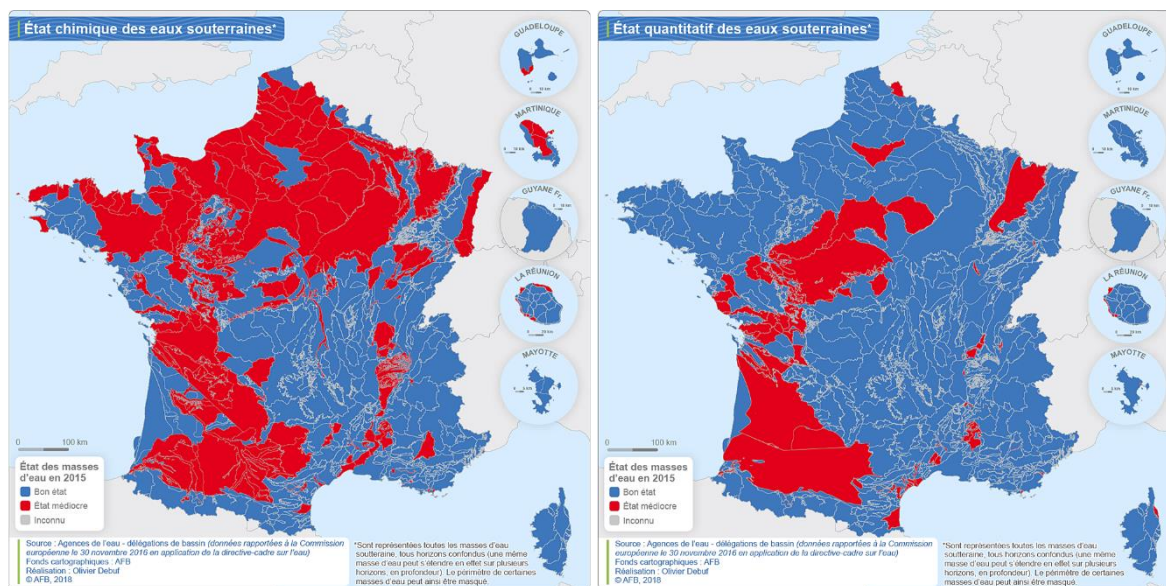 État chimique des eaux souterraines*
GUADELOUPE
MARTINIQUE
GUYANE Fr.
LA RÉUNION
MAYOTTE
0 100 km
État des masses
d'eau en 2015
Bon état
État médiocre
Inconnu
Source : Agences de l'eau - délégations de bassin (données rapportées à la Commission
européenne le 30 novembre 2016 en application de la directive-cadre sur l'eau)
Fonds cartographiques : AFB
Réalisation : Olivier Debuf
© AFB, 2018
*Sont représentées toutes les masses d'eau
souterraine, tous horizons confondus (une même
masse d'eau peut s'étendre en effet sur plusieurs
horizons, en profondeur). Le périmètre de certaines
masses d'eau peut ainsi être masqué.
État quantitatif des eaux souterraines*
GUADELOUPE
MARTINIQUE
GUYANE Fr.
LA RÉUNION
MAYOTTE
0 100 km
État des masses
d'eau en 2015
Bon état
État médiocre
Inconnu
Source : Agences de l'eau - délégations de bassin (données rapportées à la Commission
européenne le 30 novembre 2016 en application de la directive-cadre sur l'eau)
Fonds cartographiques : AFB
Réalisation : Olivier Debuf
© AFB, 2018
*Sont représentées toutes les masses d'eau
souterraine, tous horizons confondus (une même
masse d'eau peut s'étendre en effet sur plusieurs
horizons, en profondeur). Le périmètre de certaines
masses d'eau peut ainsi être masqué.